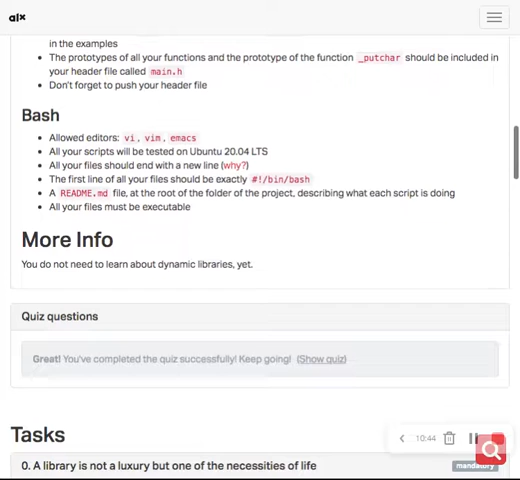 alx
in the examples
The prototypes of all your functions and the prototype of the function _putchar should be included in
your header file called main.h
Don't forget to push your header file
Bash
Allowed editors: vi, vim, emacs
All your scripts will be tested on Ubuntu 20.04 LTS
All your files should end with a new line (why?)
The first line of all your files should be exactly #!/bin/bash
A README.md file, at the root of the folder of the project, describing what each script is doing
All your files must be executable
More Info
You do not need to learn about dynamic libraries, yet.
Quiz questions
Great! You've completed the quiz successfully! Keep going! (Show quiz)
Tasks
10:44
0. A library is not a luxury but one of the necessities of life
mandatory